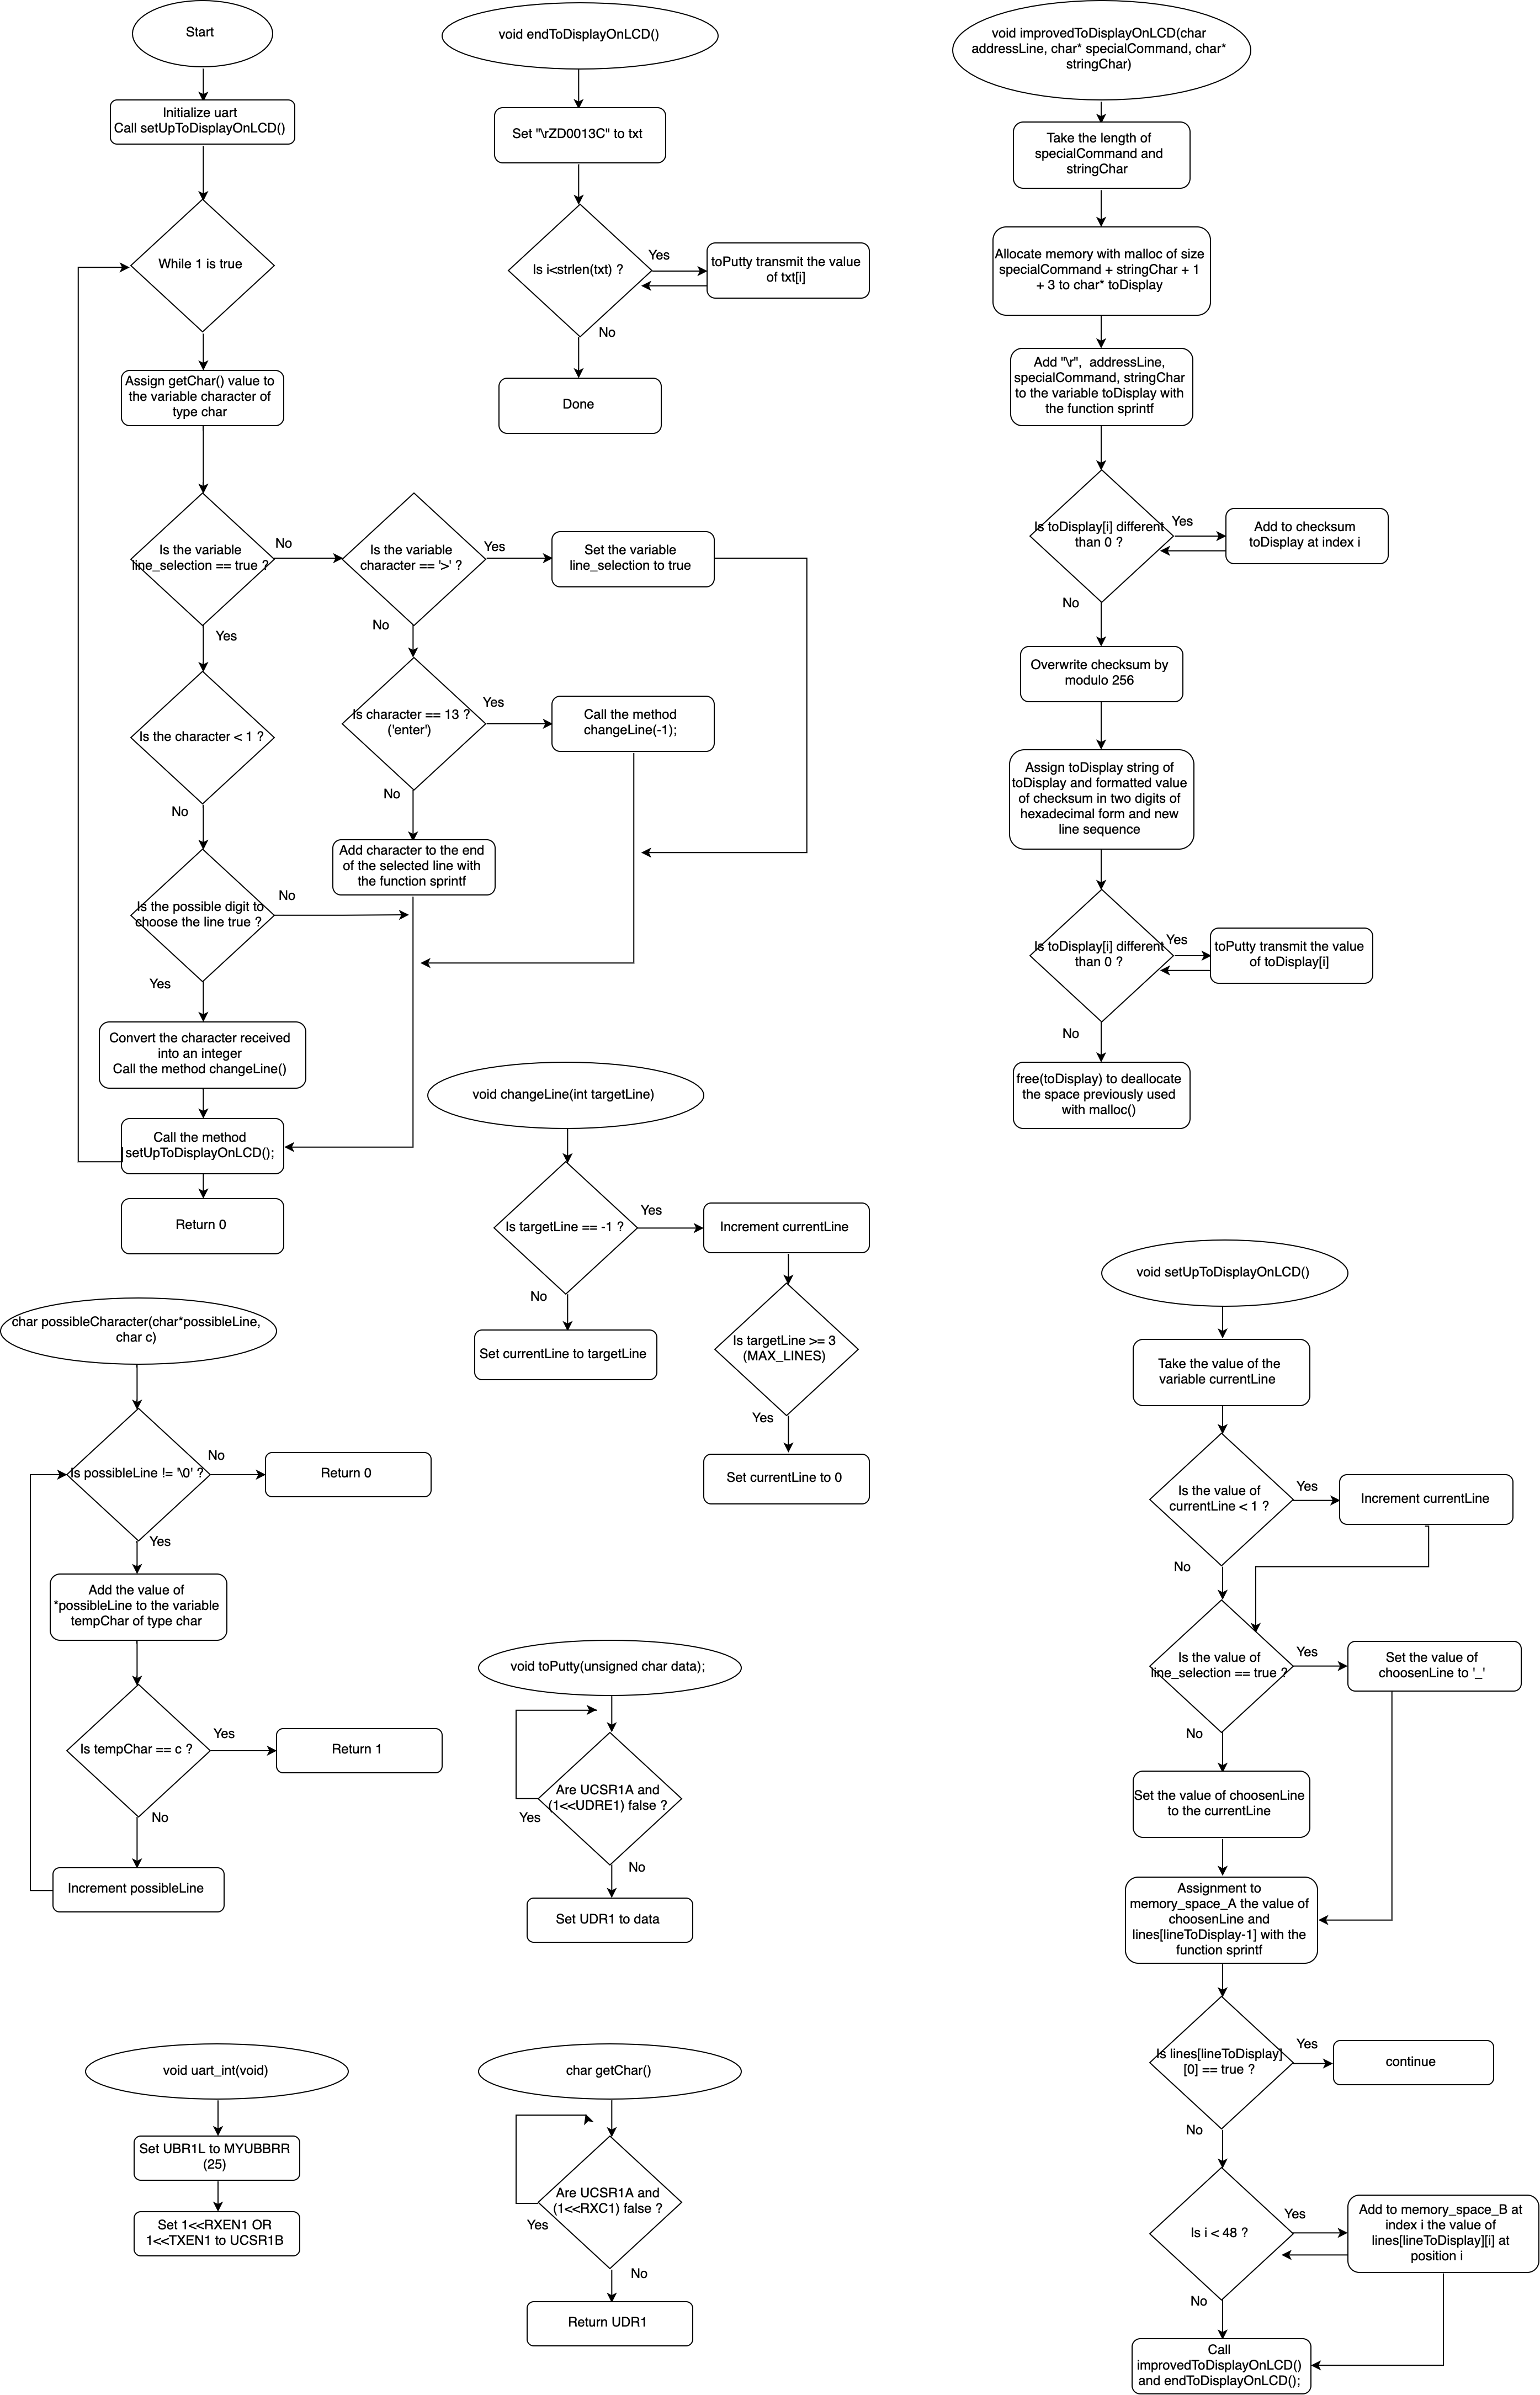 Start
Initialize uart
Call setUpToDisplayOnLCD()
While 1 is true
Assign getChar() value to
the variable character of
type char
Is the variable
line_selection == true ?
No
Yes
Is the variable
character == '>' ?
Yes
No
Set the variable
line_selection to true
Is character == 13 ?
('enter')
Yes
No
Call the method
changeLine(-1);
Add character to the end
of the selected line with
the function sprintf
Is the character < 1 ?
No
Is the possible digit to
choose the line true ?
No
Yes
Convert the character received
into an integer
Call the method changeLine()
Call the method
setUpToDisplayOnLCD();
Return 0
void endToDisplayOnLCD()
Set "\rZD0013C" to txt
Is i<strlen(txt) ?
Yes
toPutty transmit the value
of txt[i]
No
Done
void improvedToDisplayOnLCD(char
addressLine, char* specialCommand, char*
stringChar)
Take the length of
specialCommand and
stringChar
Allocate memory with malloc of size
specialCommand + stringChar + 1
+ 3 to char* toDisplay
Add "\r", addressLine,
specialCommand, stringChar
to the variable toDisplay with
the function sprintf
Is toDisplay[i] different
than 0 ?
Yes
Add to checksum
toDisplay at index i
No
Overwrite checksum by
modulo 256
Assign toDisplay string of
toDisplay and formatted value
of checksum in two digits of
hexadecimal form and new
line sequence
Is toDisplay[i] different
than 0 ?
Yes
toPutty transmit the value
of toDisplay[i]
No
free(toDisplay) to deallocate
the space previously used
with malloc()
void changeLine(int targetLine)
Is targetLine == -1 ?
Yes
Increment currentLine
No
Set currentLine to targetLine
Is targetLine >= 3
(MAX_LINES)
Yes
Set currentLine to 0
char possibleCharacter(char*possibleLine,
char c)
Is possibleLine != '\0' ?
No
Return 0
Yes
Add the value of
*possibleLine to the variable
tempChar of type char
Is tempChar == c ?
Yes
Return 1
No
Increment possibleLine
void toPutty(unsigned char data);
Are UCSR1A and
(1<<UDRE1) false ?
Yes
No
Set UDR1 to data
void setUpToDisplayOnLCD()
Take the value of the
variable currentLine
Is the value of
currentLine < 1 ?
Yes
Increment currentLine
No
Is the value of
line_selection == true ?
Yes
Set the value of
choosenLine to '_'
No
Set the value of choosenLine
to the currentLine
Assignment to
memory_space_A the value of
choosenLine and
lines[lineToDisplay-1] with the
function sprintf
Is lines[lineToDisplay]
[0] == true ?
Yes
continue
No
Is i < 48 ?
Yes
Add to memory_space_B at
index i the value of
lines[lineToDisplay][i] at
position i
No
Call
improvedToDisplayOnLCD()
and endToDisplayOnLCD();
void uart_int(void)
Set UBR1L to MYUBBRR
(25)
Set 1<<RXEN1 OR
1<<TXEN1 to UCSR1B
char getChar()
Are UCSR1A and
(1<<RXC1) false ?
Yes
No
Return UDR1